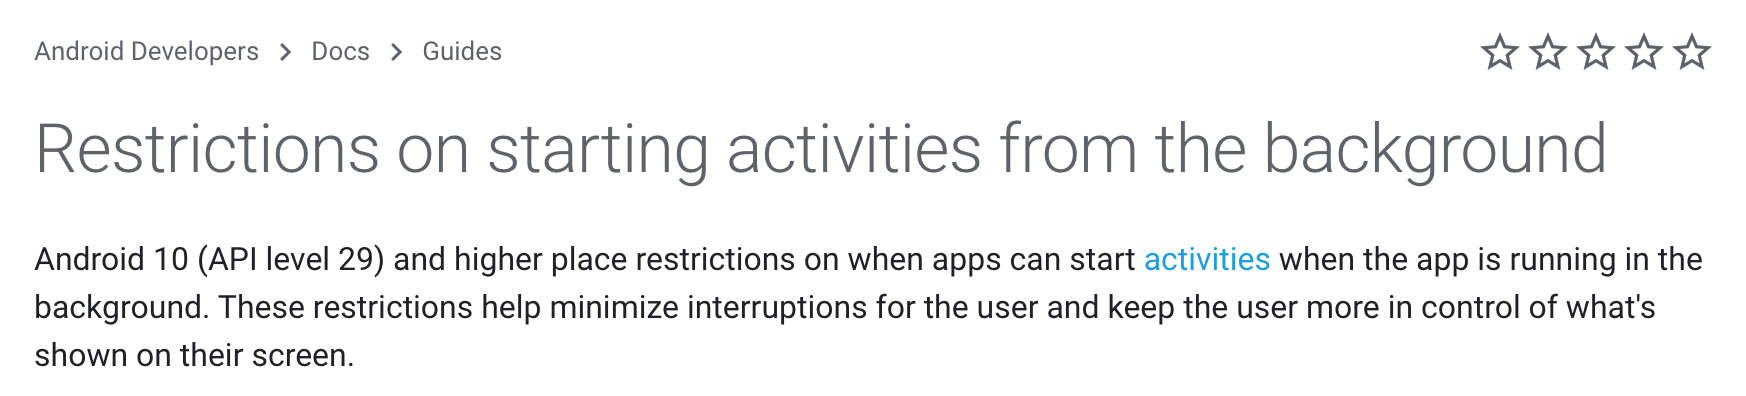 Android Developers > Docs > Guides
Restrictions on starting activities from the background
Android 10 (API level 29) and higher place restrictions on when apps can start activities when the app is running in the
background. These restrictions help minimize interruptions for the user and keep the user more in control of what's
shown on their screen.